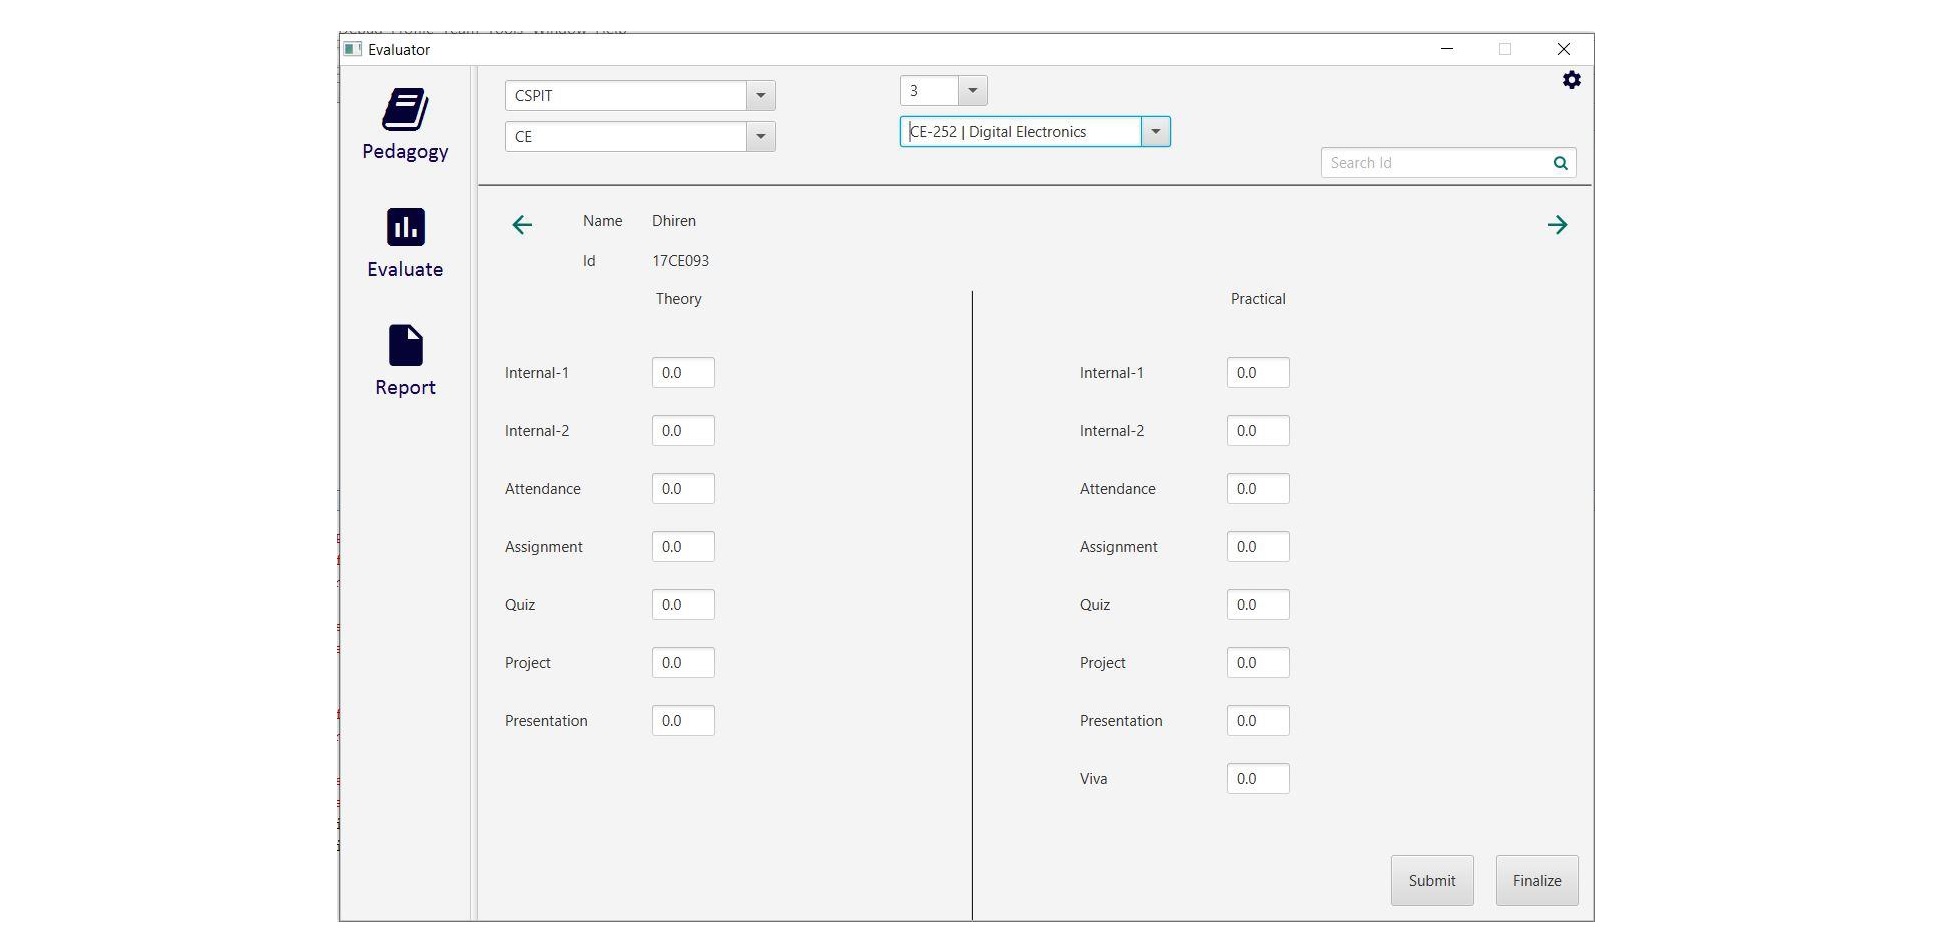 Evaluator
Pedagogy
Evaluate
Report
CSPIT
3
CE
CE-252 | Digital Electronics
Search Id
Name Dhiren
Id 17CE093
Theory Practical
Internal-1 0.0 Internal-1 0.0
Internal-2 0.0 Internal-2 0.0
Attendance 0.0 Attendance 0.0
Assignment 0.0 Assignment 0.0
Quiz 0.0 Quiz 0.0
Project 0.0 Project 0.0
Presentation 0.0 Presentation 0.0
Viva 0.0
Submit Finalize